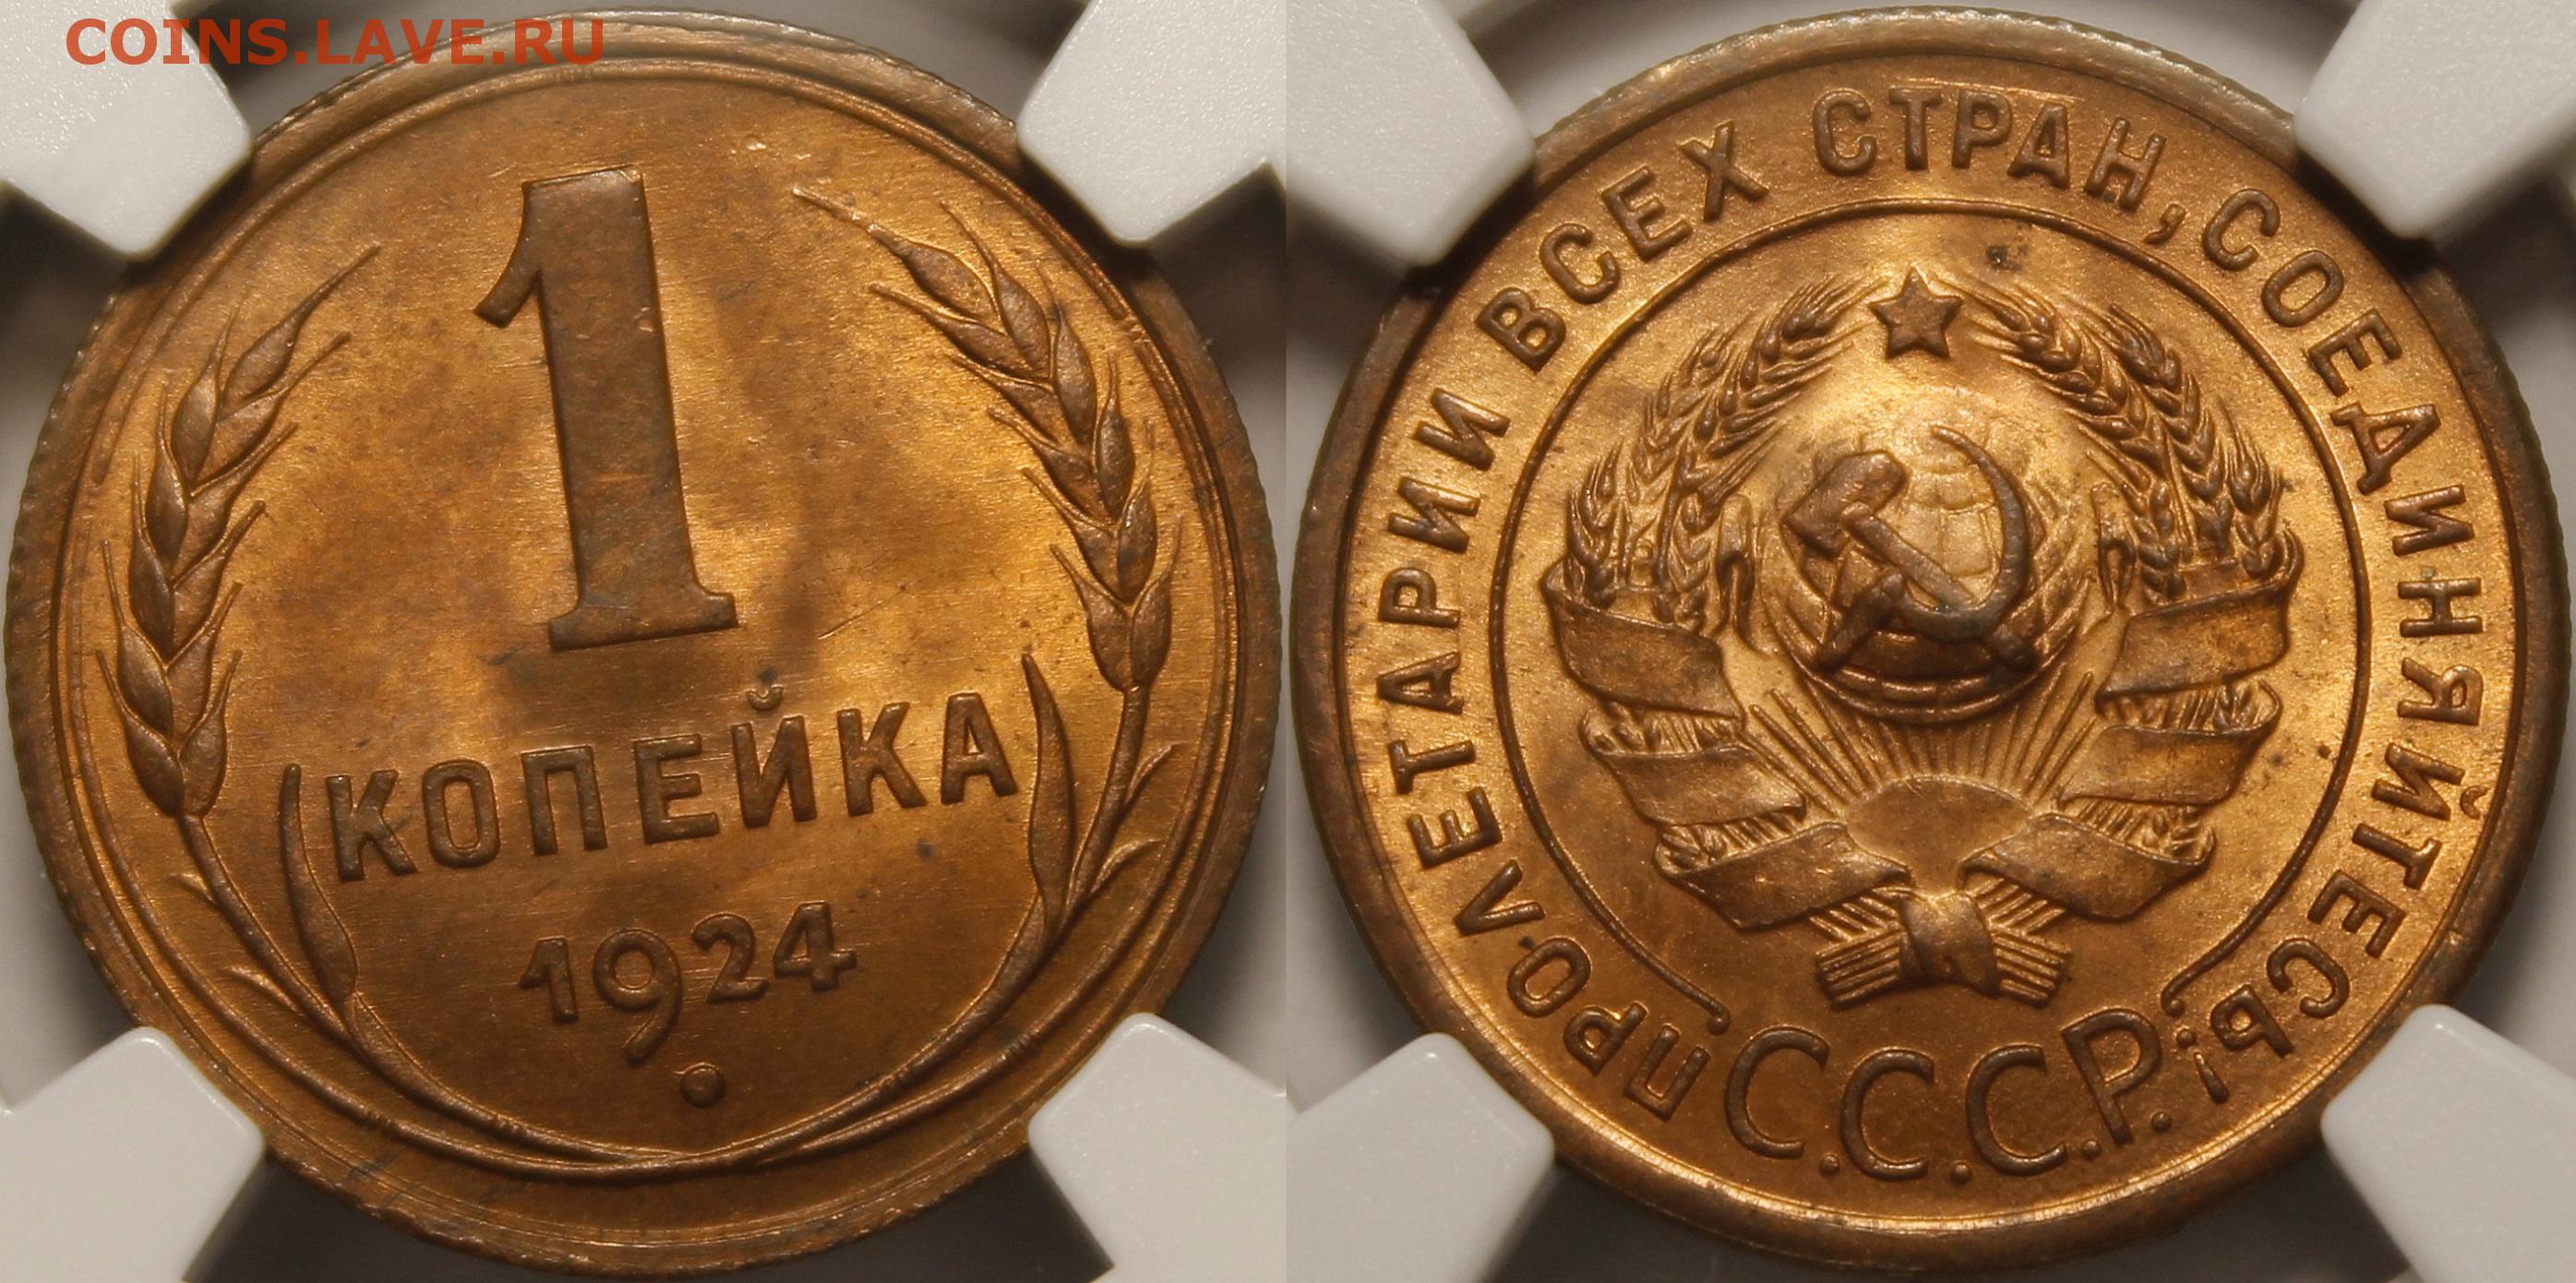 COINS.LAVE.RU
1
КОПЕЙКА
1924
ПРОЛЕТАРИИ ВСЕХ СТРАН, СОЕДИНЯЙТЕСЬ!
С.С.С.Р.